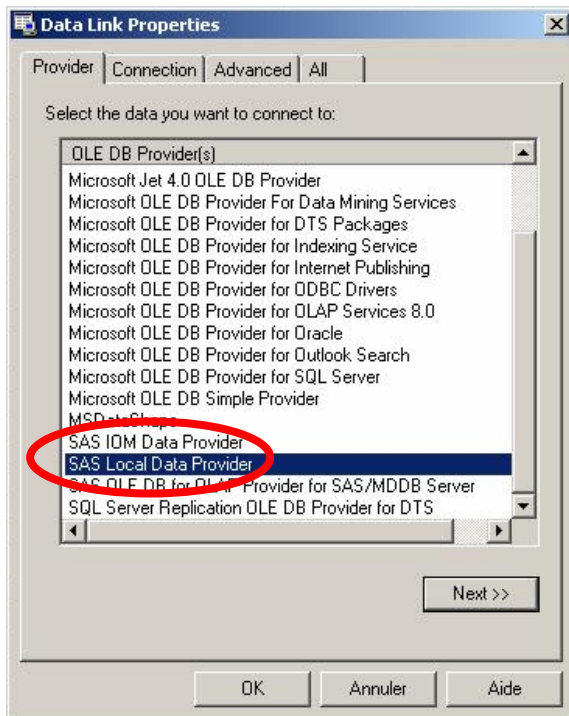 Data Link Properties
Provider Connection Advanced All
Select the data you want to connect to:
OLE DB Provider(s)
Microsoft Jet 4.0 OLE DB Provider
Microsoft OLE DB Provider For Data Mining Services
Microsoft OLE DB Provider for DTS Packages
Microsoft OLE DB Provider for Indexing Service
Microsoft OLE DB Provider for Internet Publishing
Microsoft OLE DB Provider for ODBC Drivers
Microsoft OLE DB Provider for OLAP Services 8.0
Microsoft OLE DB Provider for Oracle
Microsoft OLE DB Provider for Outlook Search
Microsoft OLE DB Provider for SQL Server
Microsoft OLE DB Simple Provider
MSDataShape
SAS IOM Data Provider
SAS Local Data Provider
SAS OLE DB for OLAP Provider for SAS/MDDB Server
SQL Server Replication OLE DB Provider for DTS
Next >>
OK Annuler Aide